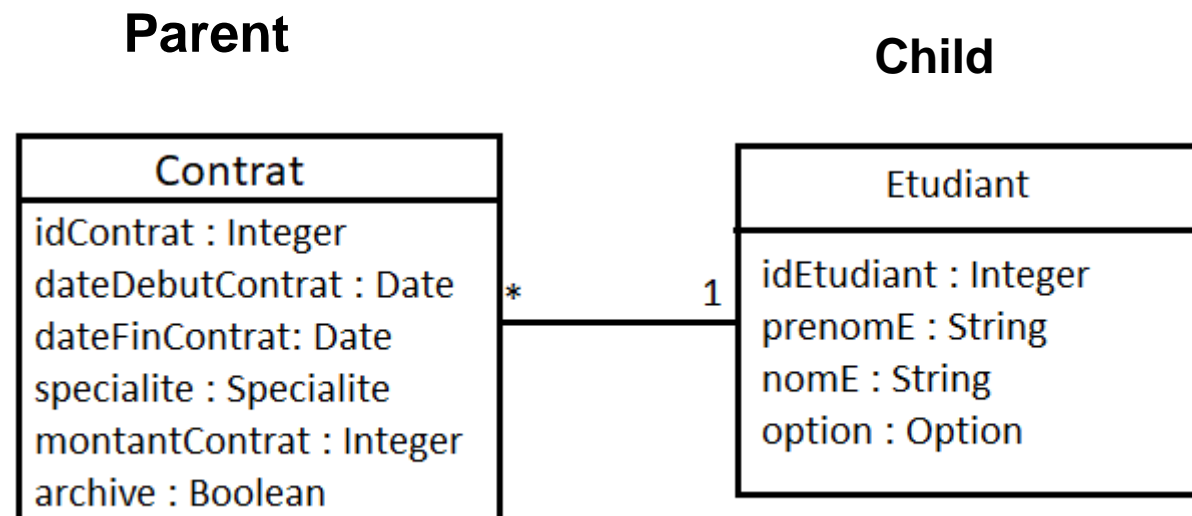 Parent
Child
Contrat
idContrat : Integer
dateDebutContrat : Date
dateFinContrat: Date
specialite : Specialite
montantContrat : Integer
archive : Boolean
*
1
Etudiant
idEtudiant : Integer
prenomE : String
nomE : String
option : Option